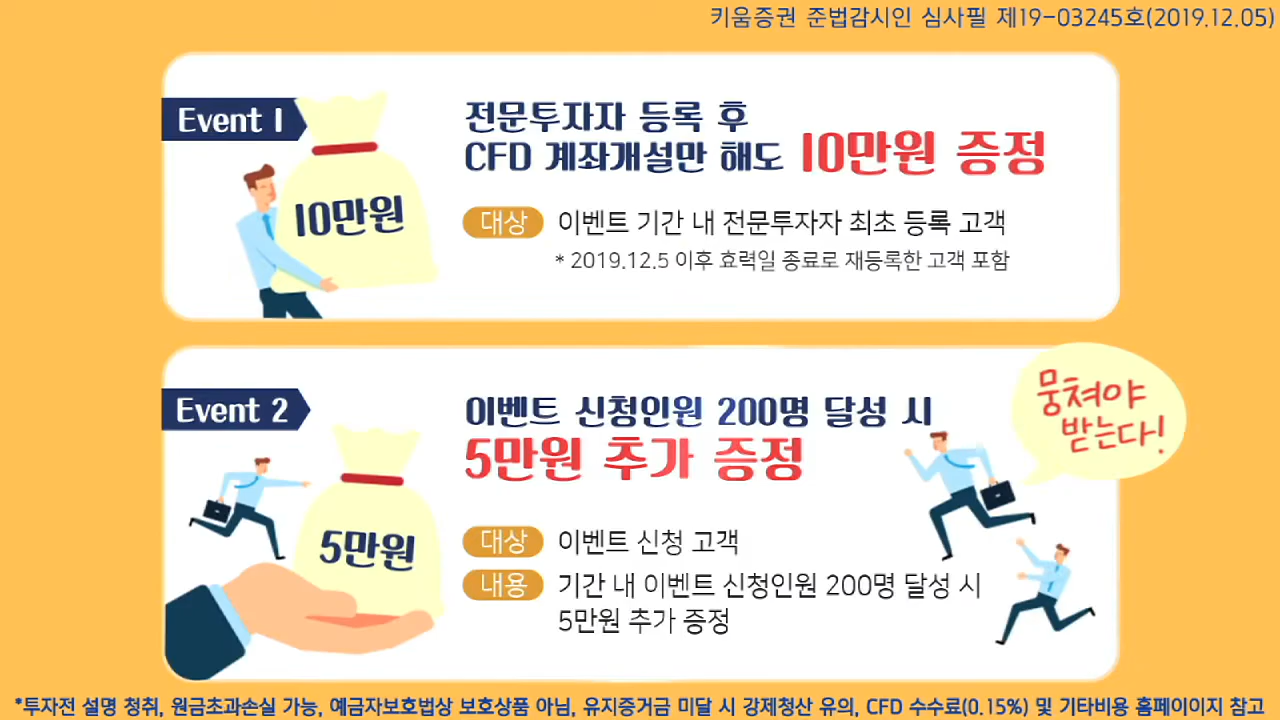 키움증권 준법감시인 심사필 제19-03245호(2019.12.05)
Event 1
전문투자자 등록 후
CFD 계좌개설만 해도 10만원 증정
10만원
대상 이벤트 기간 내 전문투자자 최초 등록 고객
* 2019.12.5 이후 효력일 종료로 재등록한 고객 포함
Event 2
이벤트 신청인원 200명 달성 시
5만원 추가 증정
뭉쳐야
받는다!
5만원
대상 이벤트 신청 고객
내용 기간 내 이벤트 신청인원 200명 달성 시
5만원 추가 증정
*투자전 설명 청취, 원금초과손실 가능, 예금자보호법상 보호상품 아님, 유지증거금 미달 시 강제청산 유의, CFD 수수료(0.15%) 및 기타비용 홈페이이지 참고